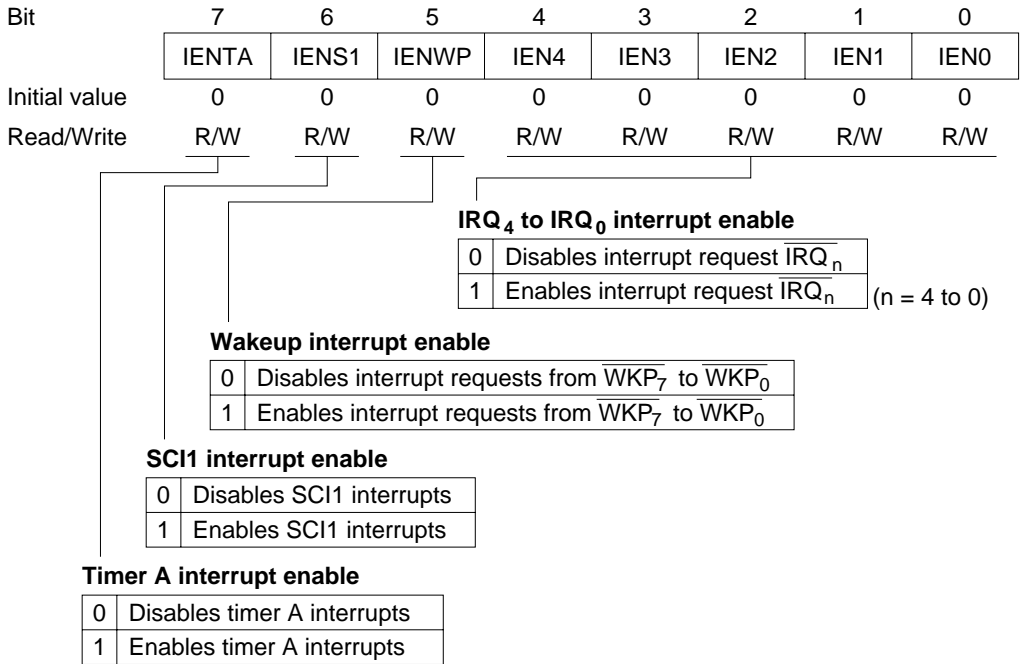 Bit 7 6 5 4 3 2 1 0
IENTA IENS1 IENWP IEN4 IEN3 IEN2 IEN1 IEN0
Initial value 0 0 0 0 0 0 0 0
Read/Write R/W R/W R/W R/W R/W R/W R/W R/W
IRQ4 to IRQ0 interrupt enable
0 Disables interrupt request IRQn
1 Enables interrupt request IRQn (n = 4 to 0)
Wakeup interrupt enable
0 Disables interrupt requests from WKP7 to WKP0
1 Enables interrupt requests from WKP7 to WKP0
SCI1 interrupt enable
0 Disables SCI1 interrupts
1 Enables SCI1 interrupts
Timer A interrupt enable
0 Disables timer A interrupts
1 Enables timer A interrupts